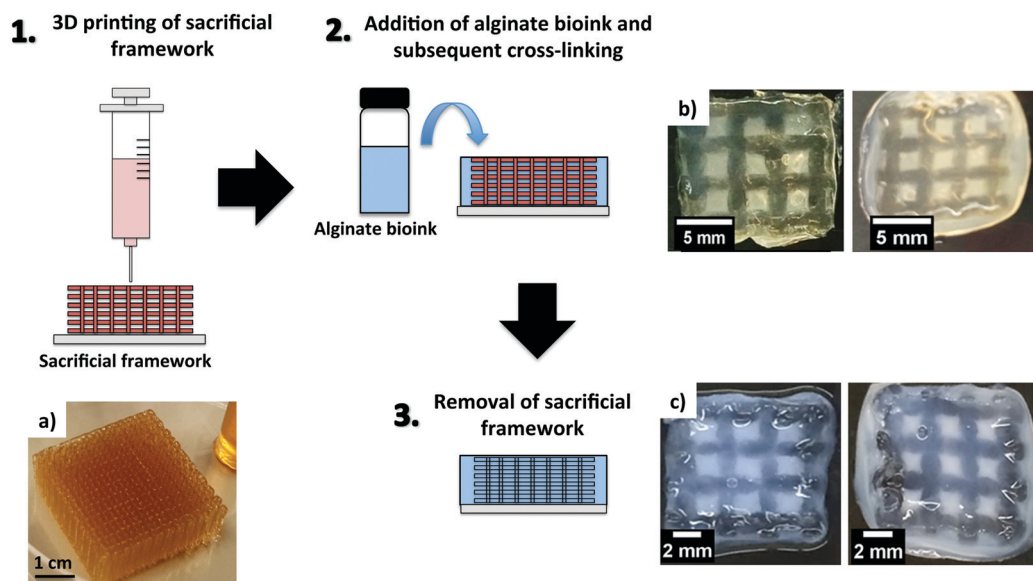 1.
3D printing of sacrificial
framework
2.
Addition of alginate bioink and
subsequent cross-linking
Alginate bioink
Sacrificial framework
a)
1 cm
3.
Removal of sacrificial
framework
b)
5 mm
5 mm
c)
2 mm
2 mm